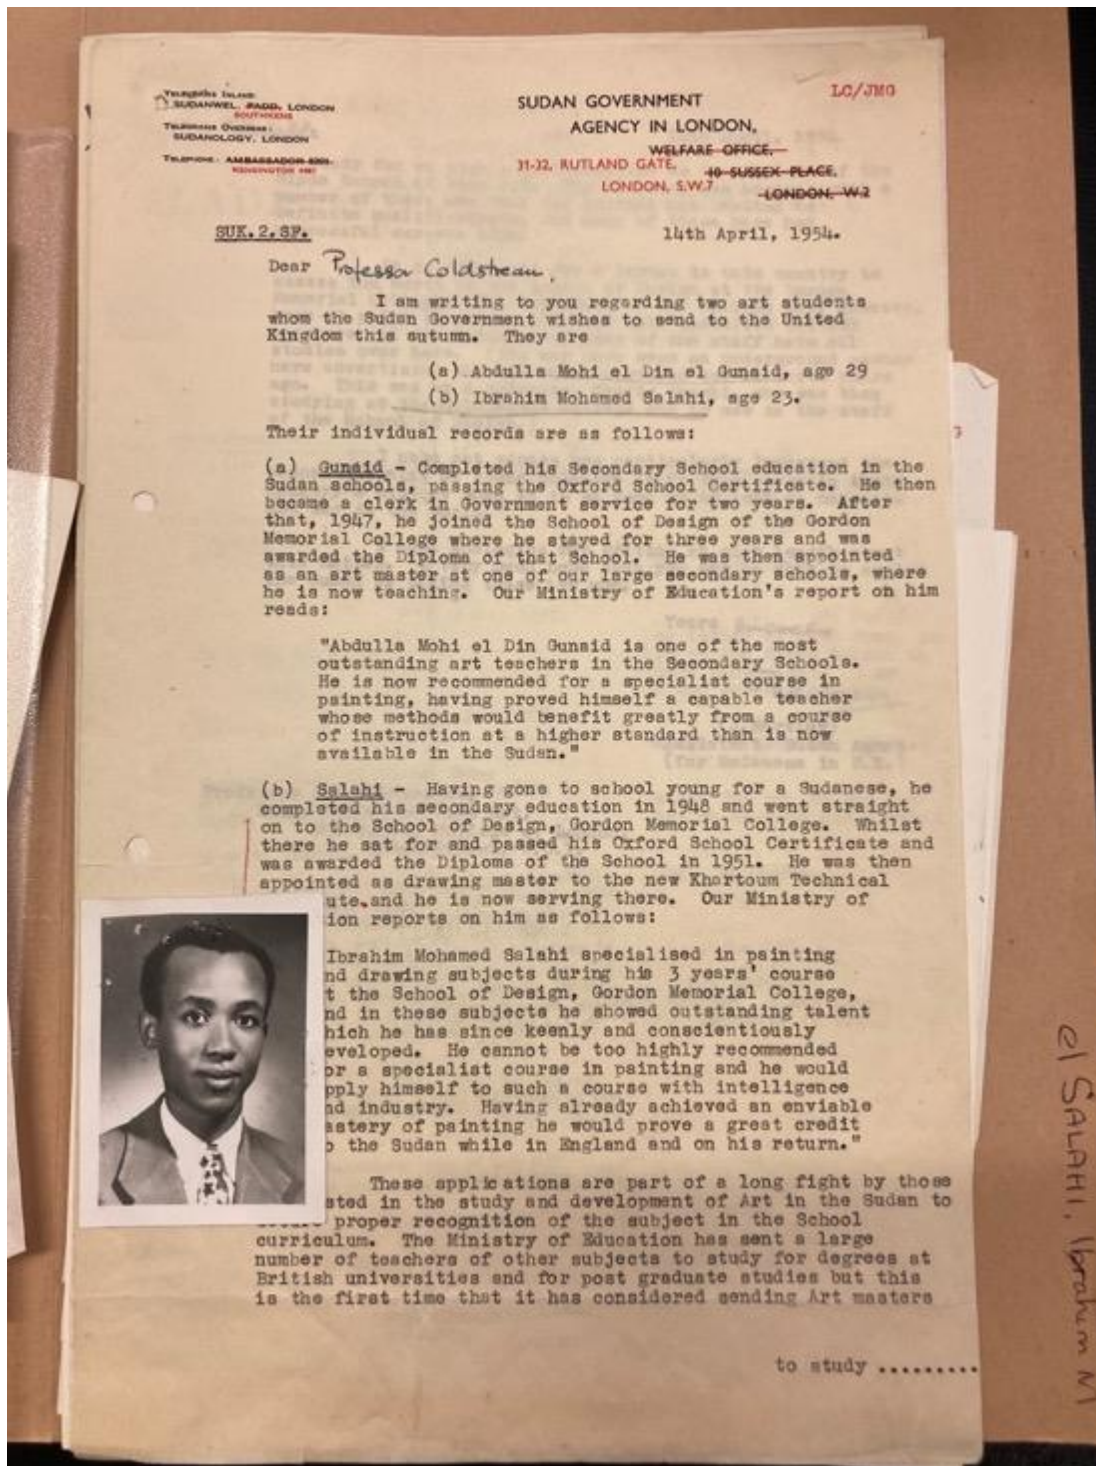 TELEGRAMS INLAND:
SUDANWEL, PADD, LONDON
SOUTHKENS
TELEGRAMS OVERSEAS:
SUDANOLOGY, LONDON
TELEPHONE: AMBASSADOR
KENSINGTON
LC/JMG
SUDAN GOVERNMENT
AGENCY IN LONDON,
WELFARE OFFICE,
31-32, RUTLAND GATE,
10 SUSSEX PLACE,
LONDON, S.W.7
LONDON, W.2
SUK.2.SF.
14th April, 1954.
Dear Professor Coldstream,
I am writing to you regarding two art students
whom the Sudan Government wishes to send to the United
Kingdom this autumn. They are
(a) Abdulla Mohi el Din el Gunaid, age 29
(b) Ibrahim Mohamed Salahi, age 23.
Their individual records are as follows:
(a) Gunaid - Completed his Secondary School education in the
Sudan schools, passing the Oxford School Certificate. He then
became a clerk in Government service for two years. After
that, 1947, he joined the School of Design of the Gordon
Memorial College where he stayed for three years and was
awarded the Diploma of that School. He was then appointed
as an art master at one of our large secondary schools, where
he is now teaching. Our Ministry of Education's report on him
reads:
"Abdulla Mohi el Din Gunaid is one of the most
outstanding art teachers in the Secondary Schools.
He is now recommended for a specialist course in
painting, having proved himself a capable teacher
whose methods would benefit greatly from a course
of instruction at a higher standard than is now
available in the Sudan."
(b) Salahi - Having gone to school young for a Sudanese, he
completed his secondary education in 1948 and went straight
on to the School of Design, Gordon Memorial College. Whilst
there he sat for and passed his Oxford School Certificate and
was awarded the Diploma of the School in 1951. He was then
appointed as drawing master to the new Khartoum Technical
ute, and he is now serving there. Our Ministry of
ion reports on him as follows:
Ibrahim Mohamed Salahi specialised in painting
nd drawing subjects during his 3 years' course
t the School of Design, Gordon Memorial College,
nd in these subjects he showed outstanding talent
hich he has since keenly and conscientiously
eveloped. He cannot be too highly recommended
or a specialist course in painting and he would
pply himself to such a course with intelligence
nd industry. Having already achieved an enviable
astery of painting he would prove a great credit
o the Sudan while in England and on his return."
These applications are part of a long fight by those
sted in the study and development of Art in the Sudan to
proper recognition of the subject in the School
curriculum. The Ministry of Education has sent a large
number of teachers of other subjects to study for degrees at
British universities and for post graduate studies but this
is the first time that it has considered sending Art masters
to study .........
el SALAHI, Ibrahim M